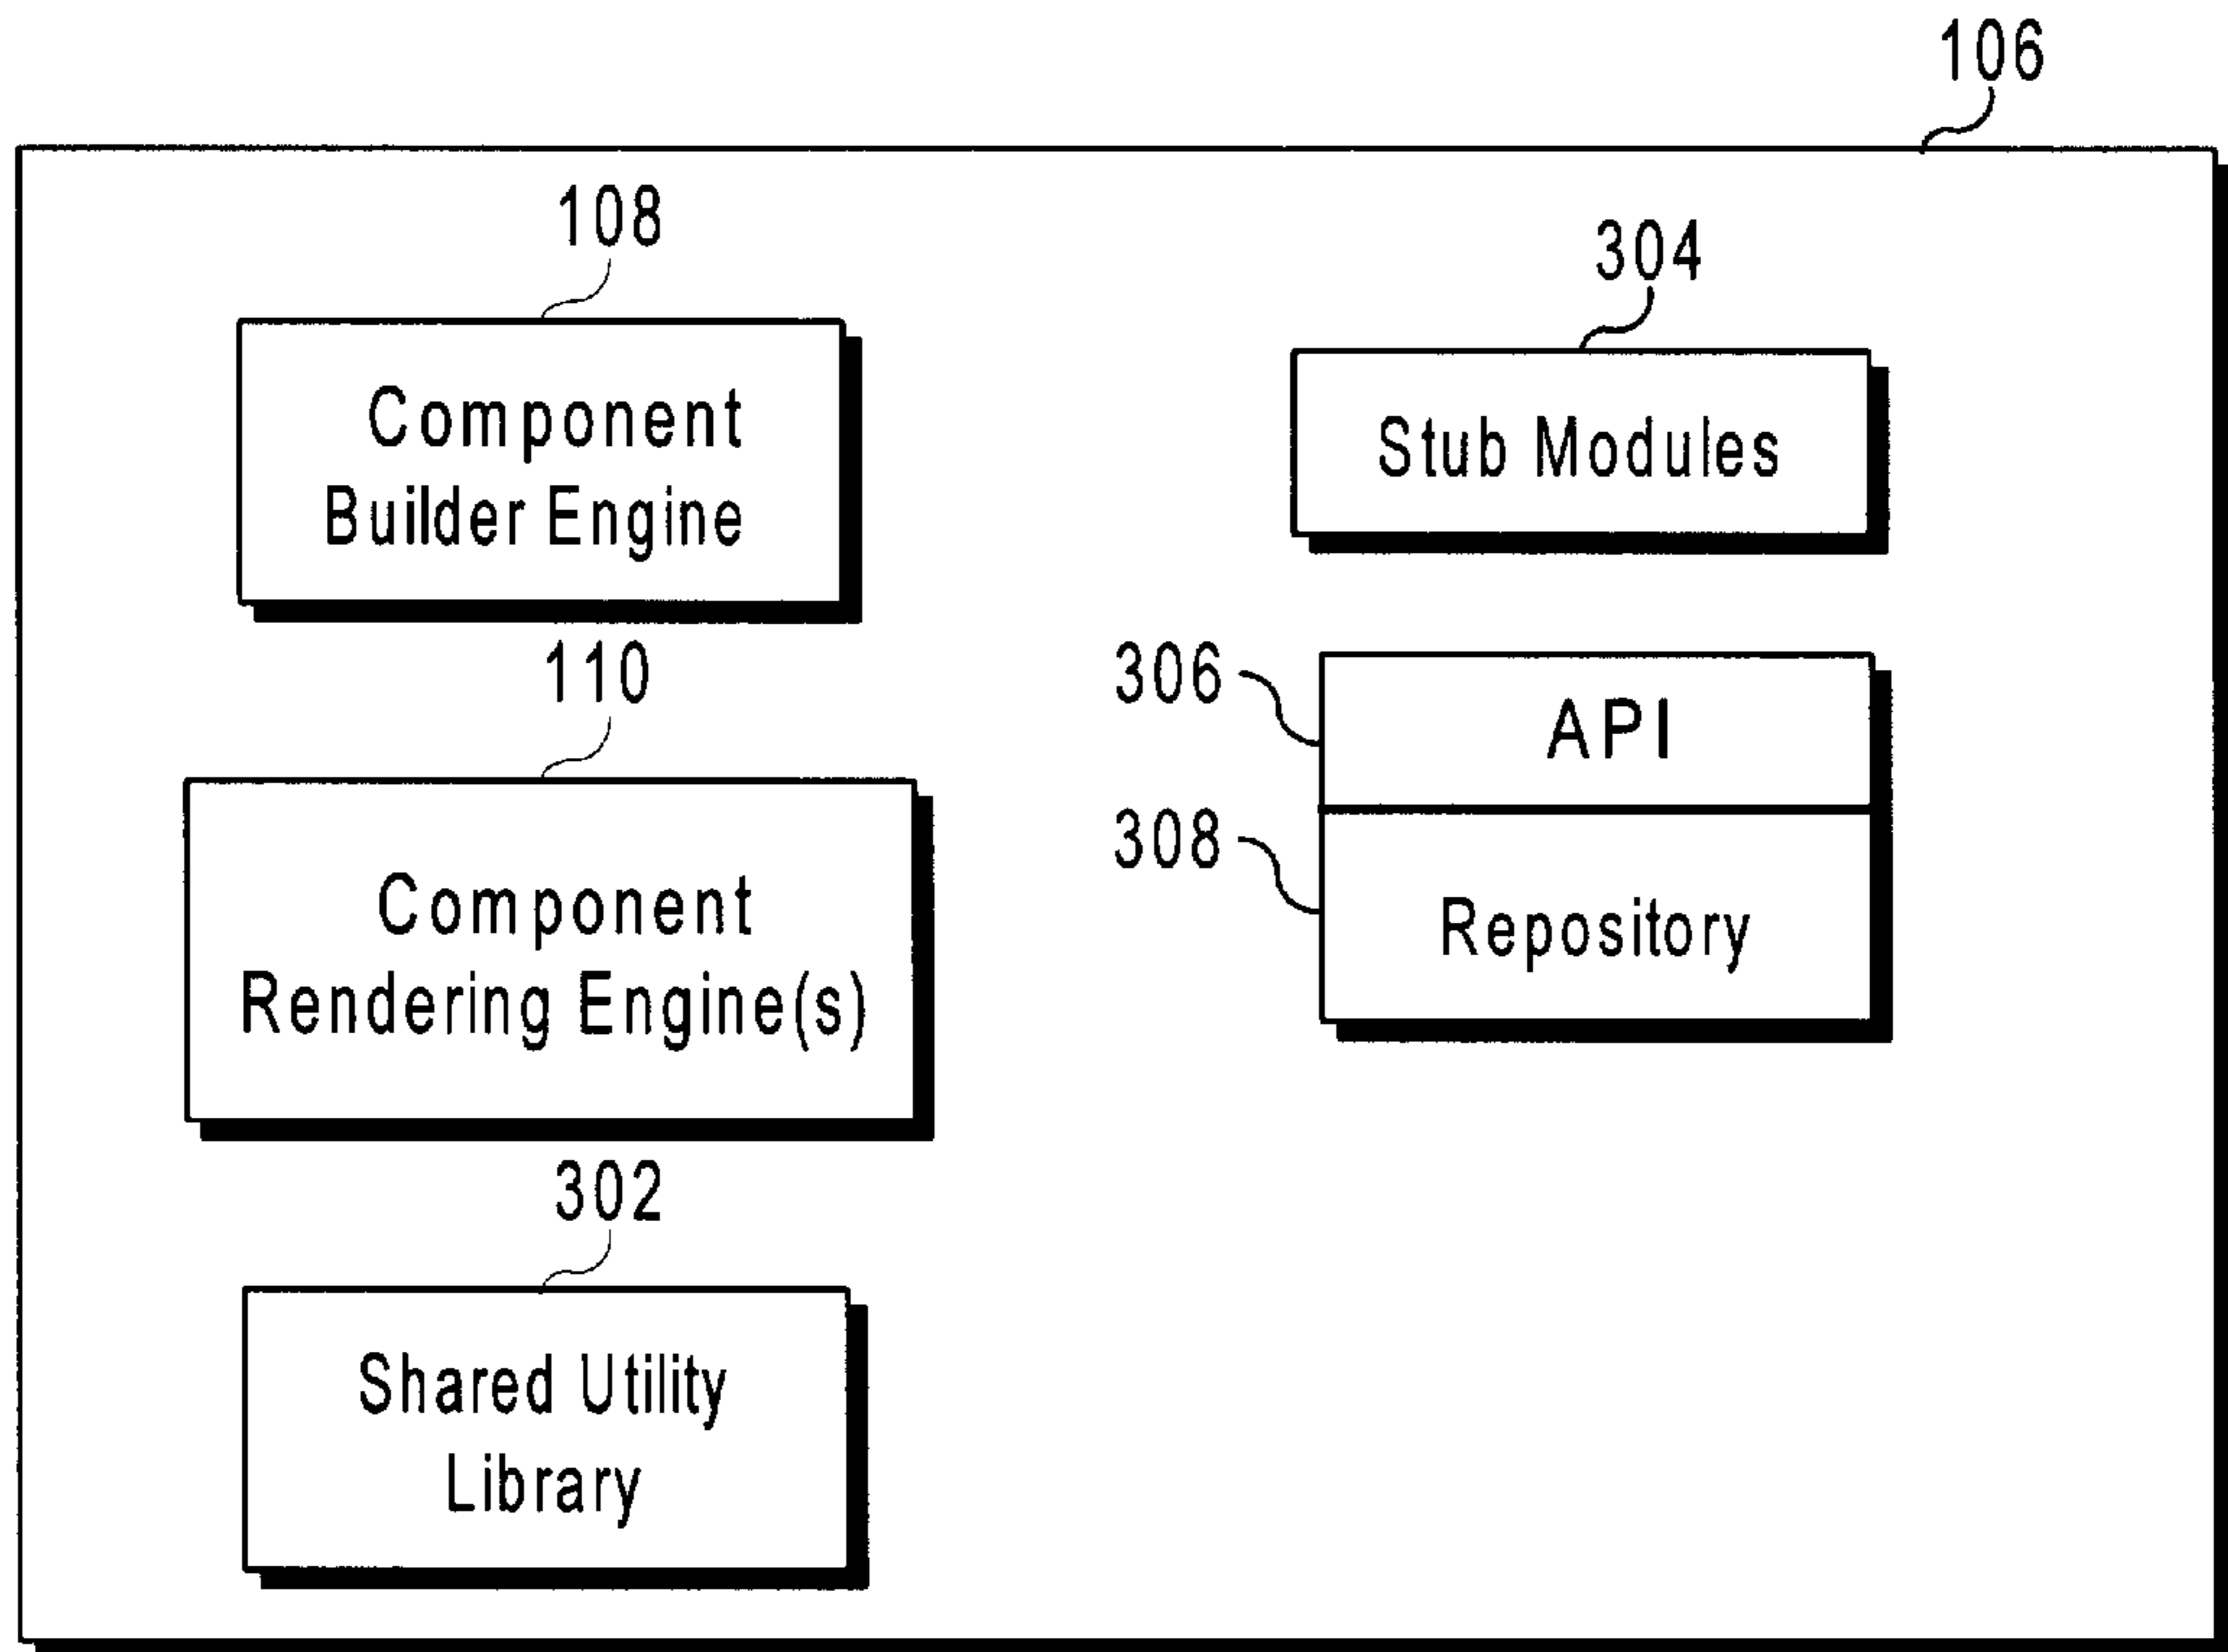 106
108
Component
Builder Engine
110
Component
Rendering Engine(s)
302
Shared Utility
Library
304
Stub Modules
306
API
308
Repository